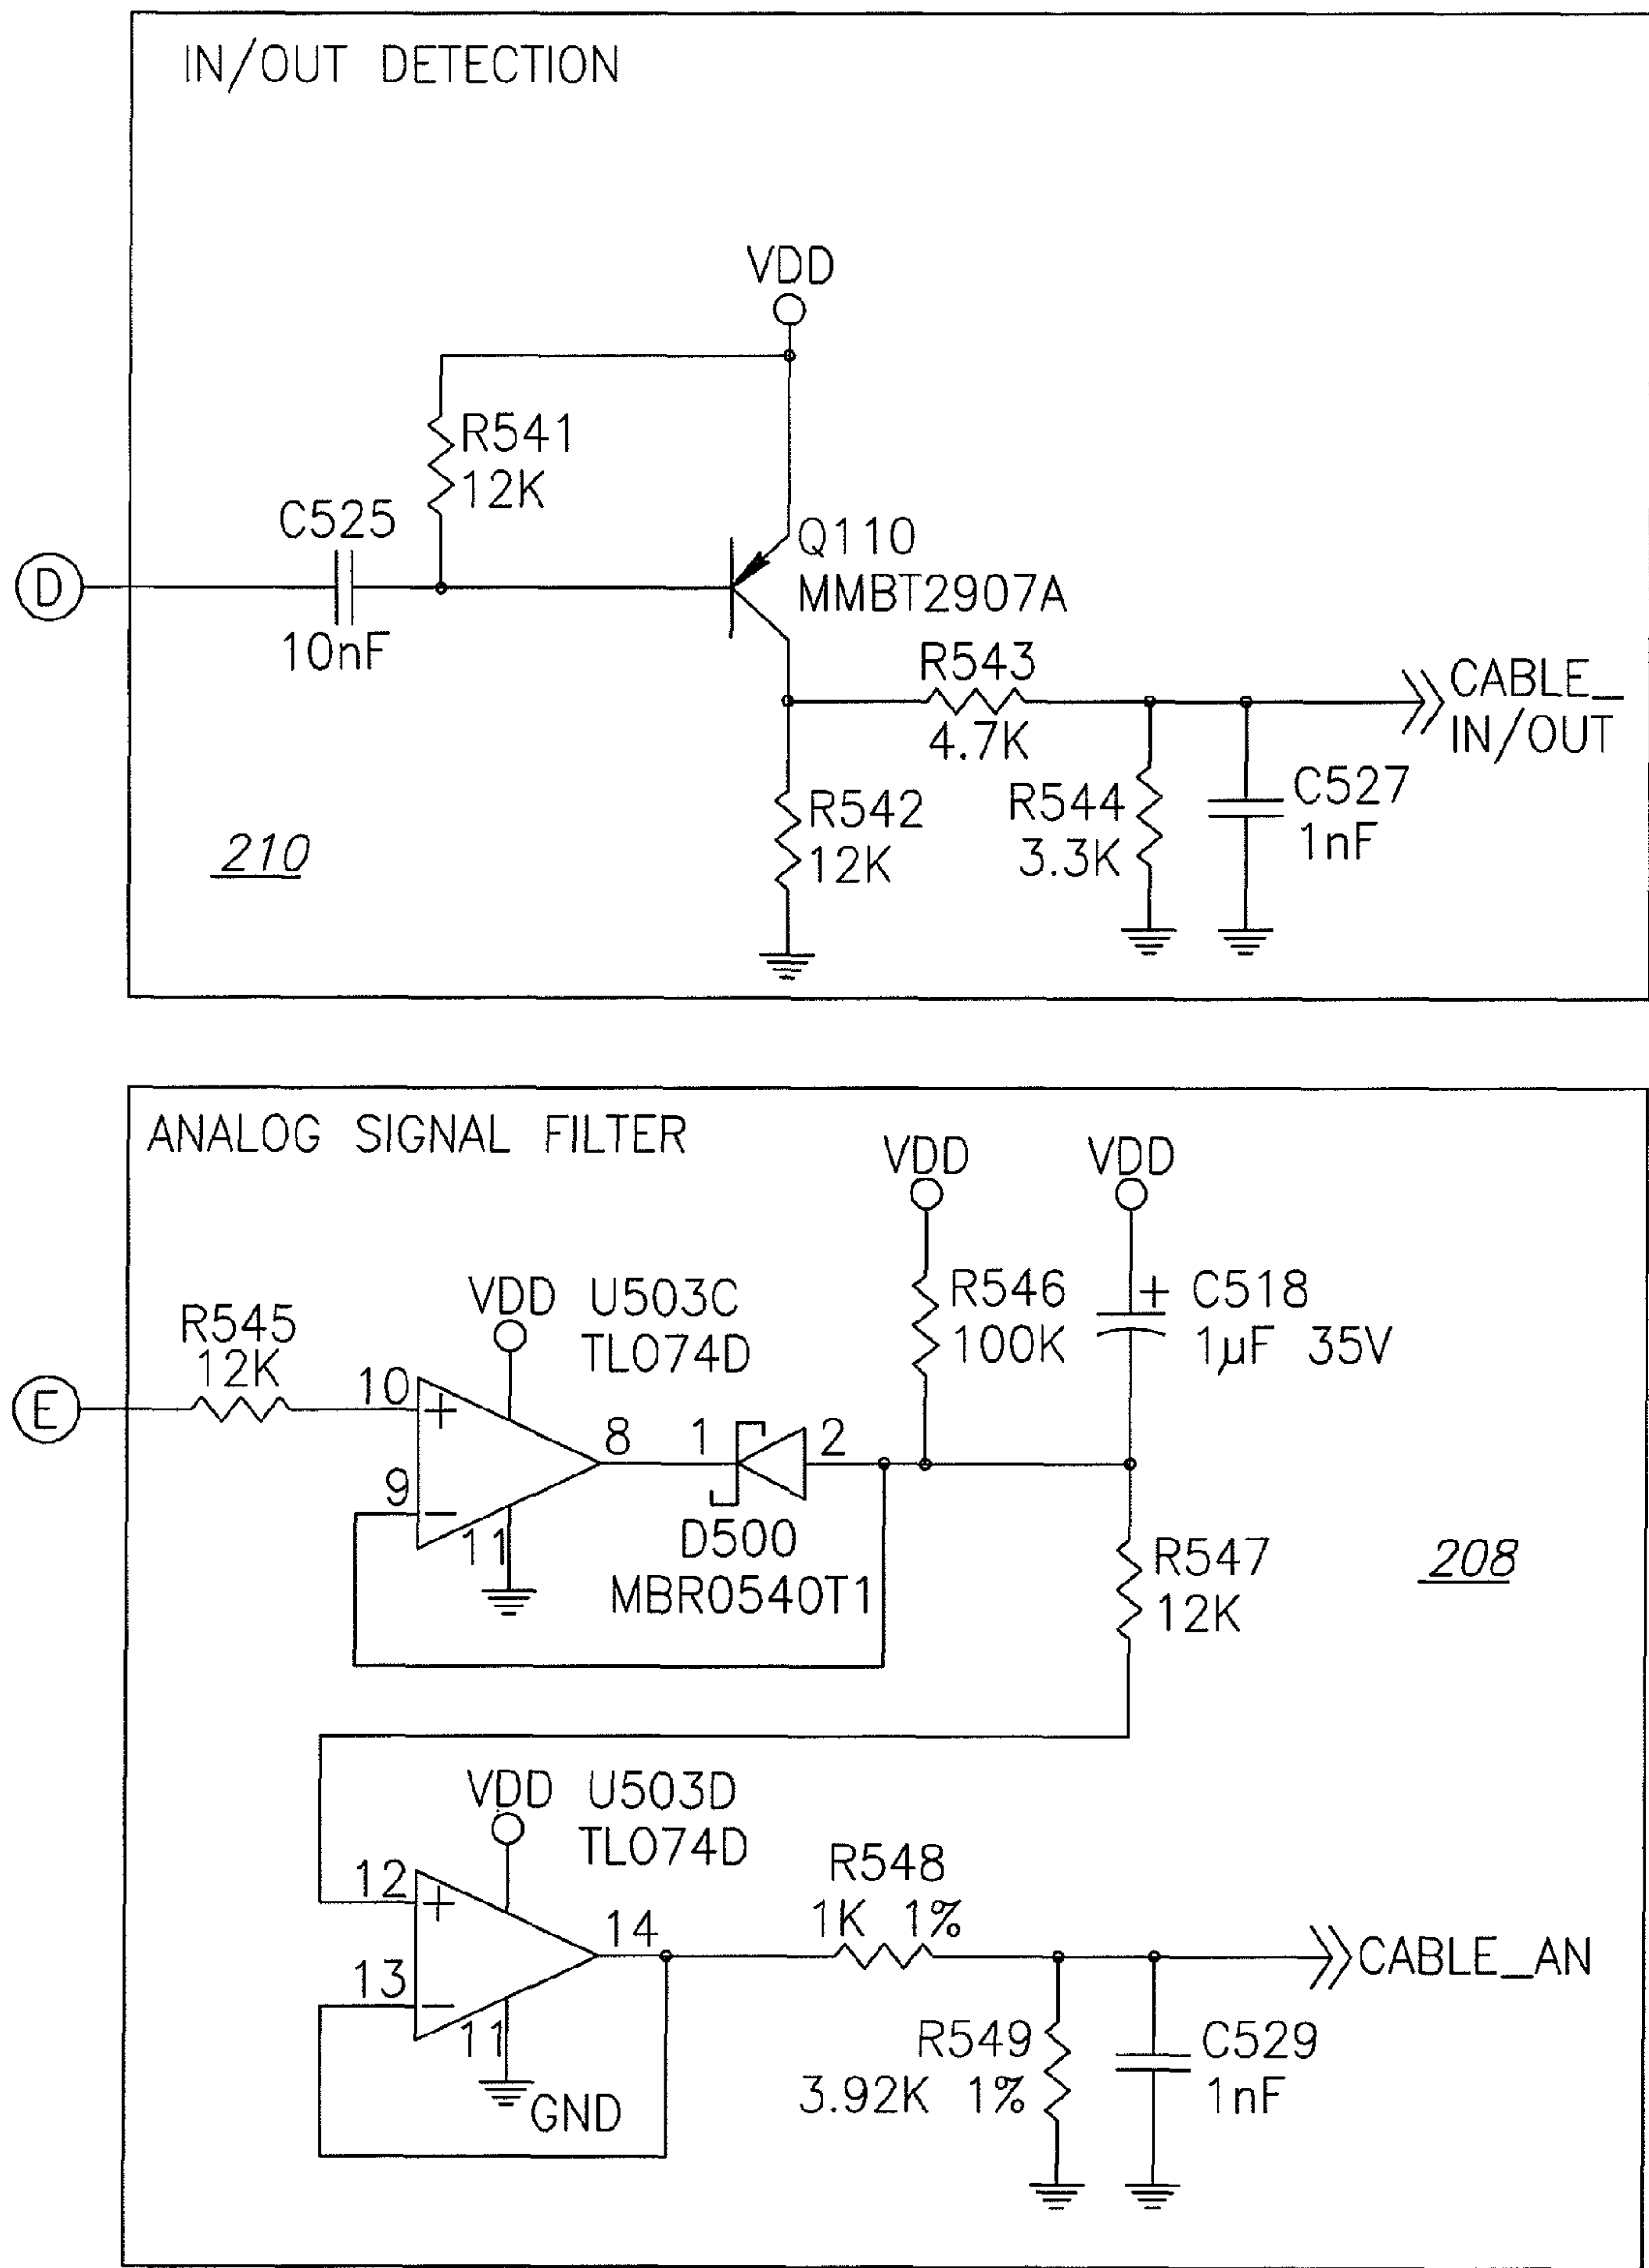 IN/OUT DETECTION
VDD
R541
12K
C525
10nF
D
Q110
MMBT2907A
R543
4.7K
CABLE_
IN/OUT
R542
12K
R544
3.3K
C527
1nF
210
ANALOG SIGNAL FILTER
VDD
VDD
VDD
U503C
TL074D
R546
100K
+
C518
1µF 35V
R545
12K
E
10
+
9
−
11
8
1
2
D500
MBR0540T1
R547
12K
208
VDD
U503D
TL074D
12
+
13
−
11
14
GND
R548
1K 1%
CABLE_AN
R549
3.92K 1%
C529
1nF